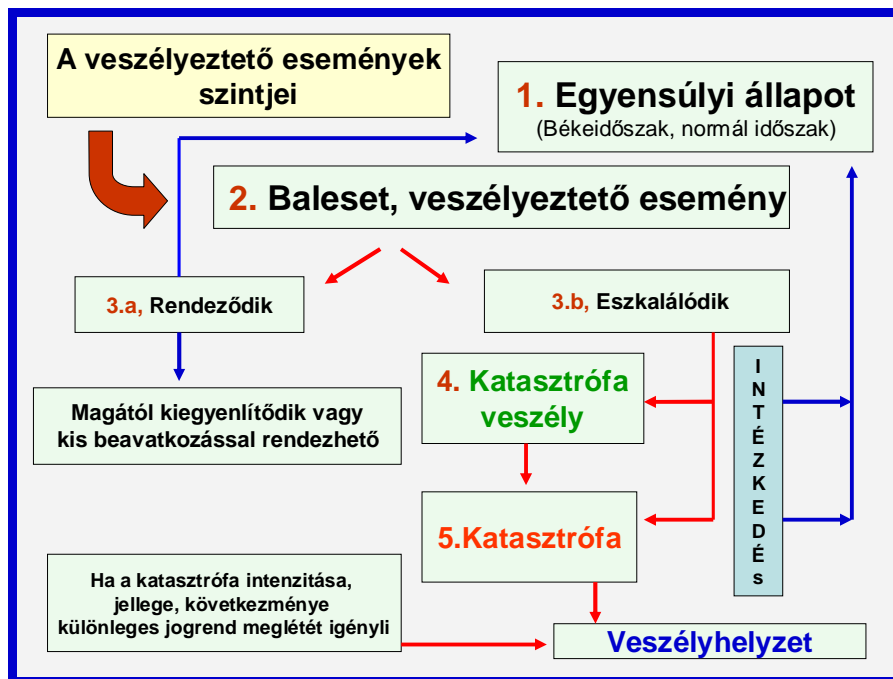 A veszélyeztető események
szintjei
1. Egyensúlyi állapot
(Békeidőszak, normál időszak)
2. Baleset, veszélyeztető esemény
3.a, Rendeződik
3.b, Eszkalálódik
4. Katasztrófa
veszély
INTÉZKEDÉs
Magától kiegyenlítődik vagy
kis beavatkozással rendezhető
5.Katasztrófa
Ha a katasztrófa intenzitása,
jellege, következménye
különleges jogrend meglétét igényli
Veszélyhelyzet